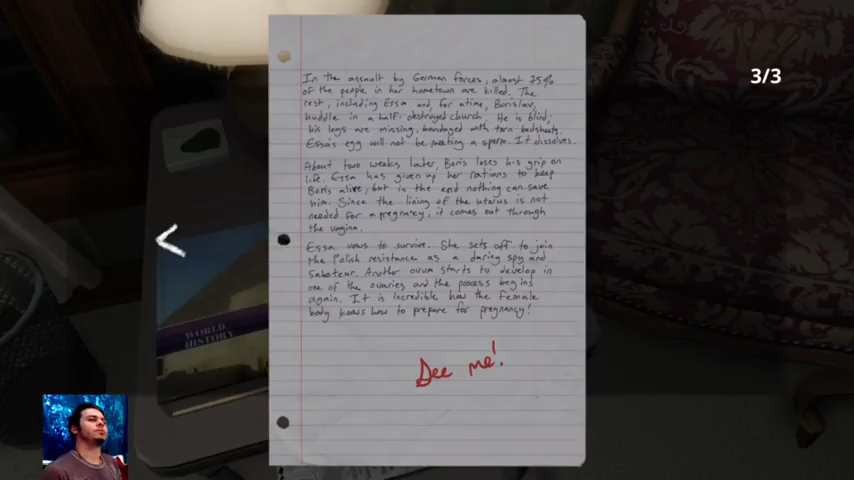 3/3
In the assault by German forces, almost 75%
of the people in her hometown are killed. The
rest, including Essa and, for a time, Borislav,
huddle in a half-destroyed church. He is blind;
his legs are missing, bandaged with torn bedsheets.
Essa's egg will not be meeting a sperm. It dissolves.
About two weeks later, Boris loses his grip on
life. Essa has given up her rations to keep
Boris alive, but in the end nothing can save
him. Since the lining of the uterus is not
needed for a pregnancy, it comes out through
the vagina.
Essa vows to survive. She sets off to join
the Polish resistance as a daring spy and
saboteur. Another ovum starts to develop in
one of the ovaries and the process begins
again. It is incredible how the female
body knows how to prepare for pregnancy!
See me!
WORLD
HISTORY